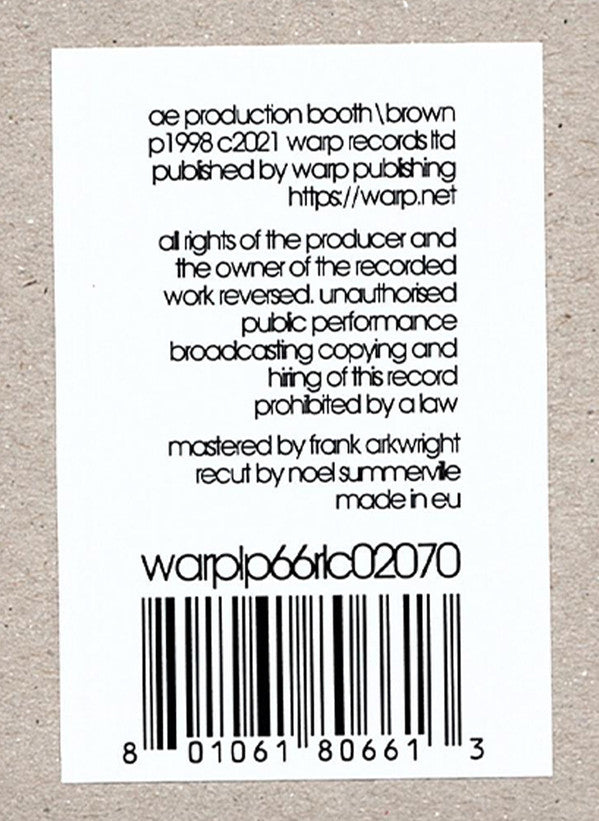 ae production booth\brown
p1998 c2021 warp records ltd
published by warp publishing
https://warp.net
all rights of the producer and
the owner of the recorded
work reversed. unauthorised
public performance
broadcasting copying and
hiring of this record
prohibited by a law
mastered by frank arkwright
recut by noel summerville
made in eu
warplp66rlc02070
8 01061 80661 3